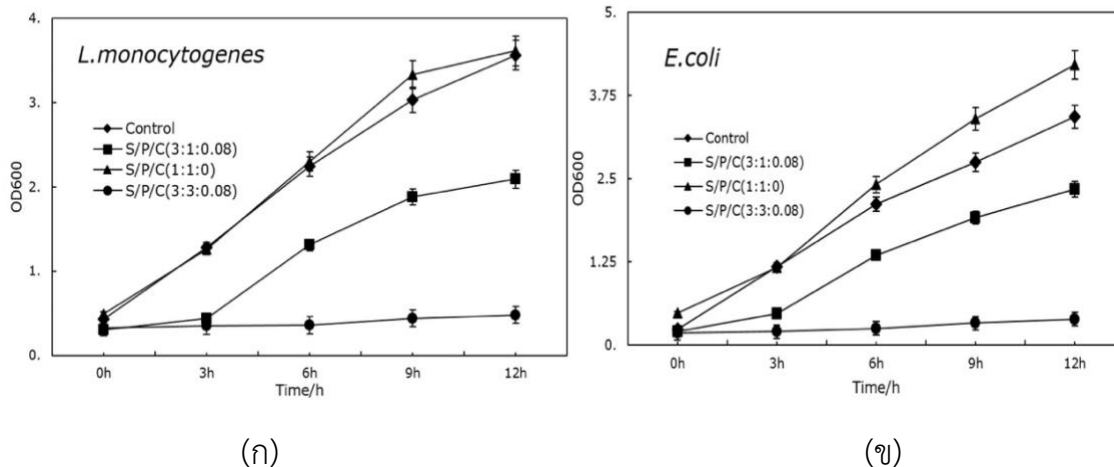 4.
3.
2.
1.
0.
OD600
L.monocytogenes
Control
S/P/C(3:1:0.08)
S/P/C(1:1:0)
S/P/C(3:3:0.08)
0h 3h 6h 9h 12h
Time/h
(ก)
5.
3.75
2.5
1.25
0.
OD600
E.coli
Control
S/P/C(3:1:0.08)
S/P/C(1:1:0)
S/P/C(3:3:0.08)
0h 3h 6h 9h 12h
Time/h
(ข)